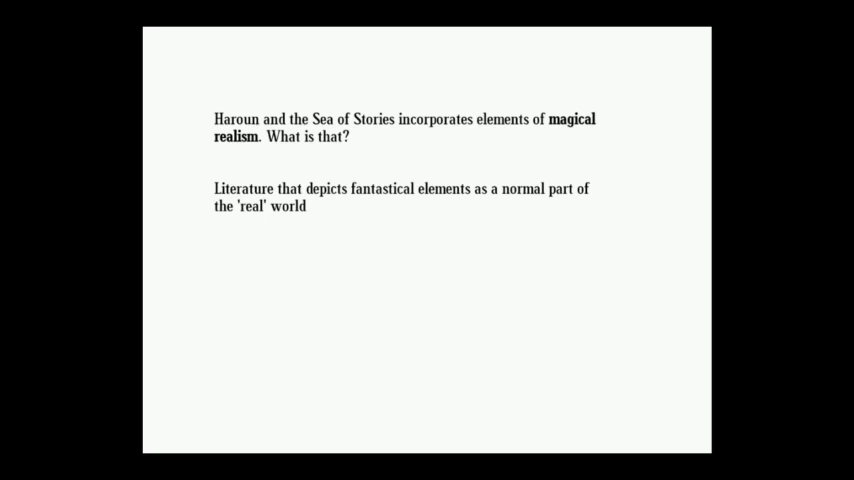 Haroun and the Sea of Stories incorporates elements of magical
realism. What is that?
Literature that depicts fantastical elements as a normal part of
the 'real' world